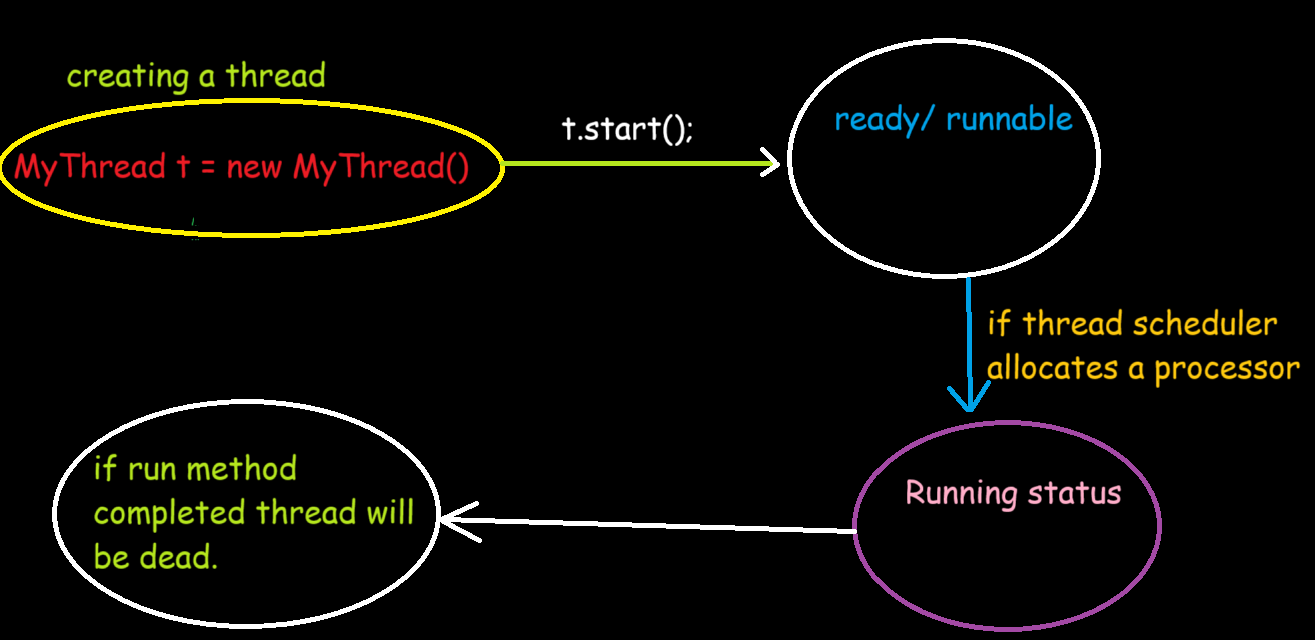 creating a thread
MyThread t = new MyThread()
t.start();
ready/ runnable
if thread scheduler
allocates a processor
Running status
if run method
completed thread will
be dead.